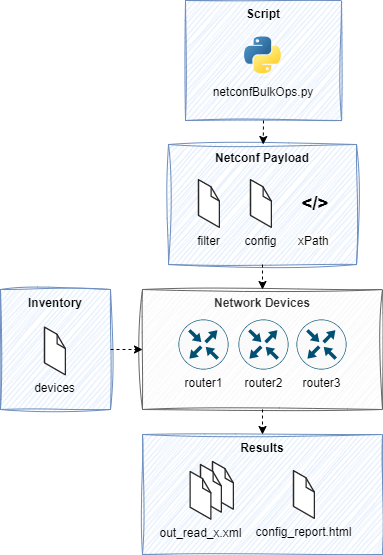 Script
netconfBulkOps.py
Netconf Payload
</>
filter
config
xPath
Inventory
devices
Network Devices
router1
router2
router3
Results
out_read_x.xml
config_report.html